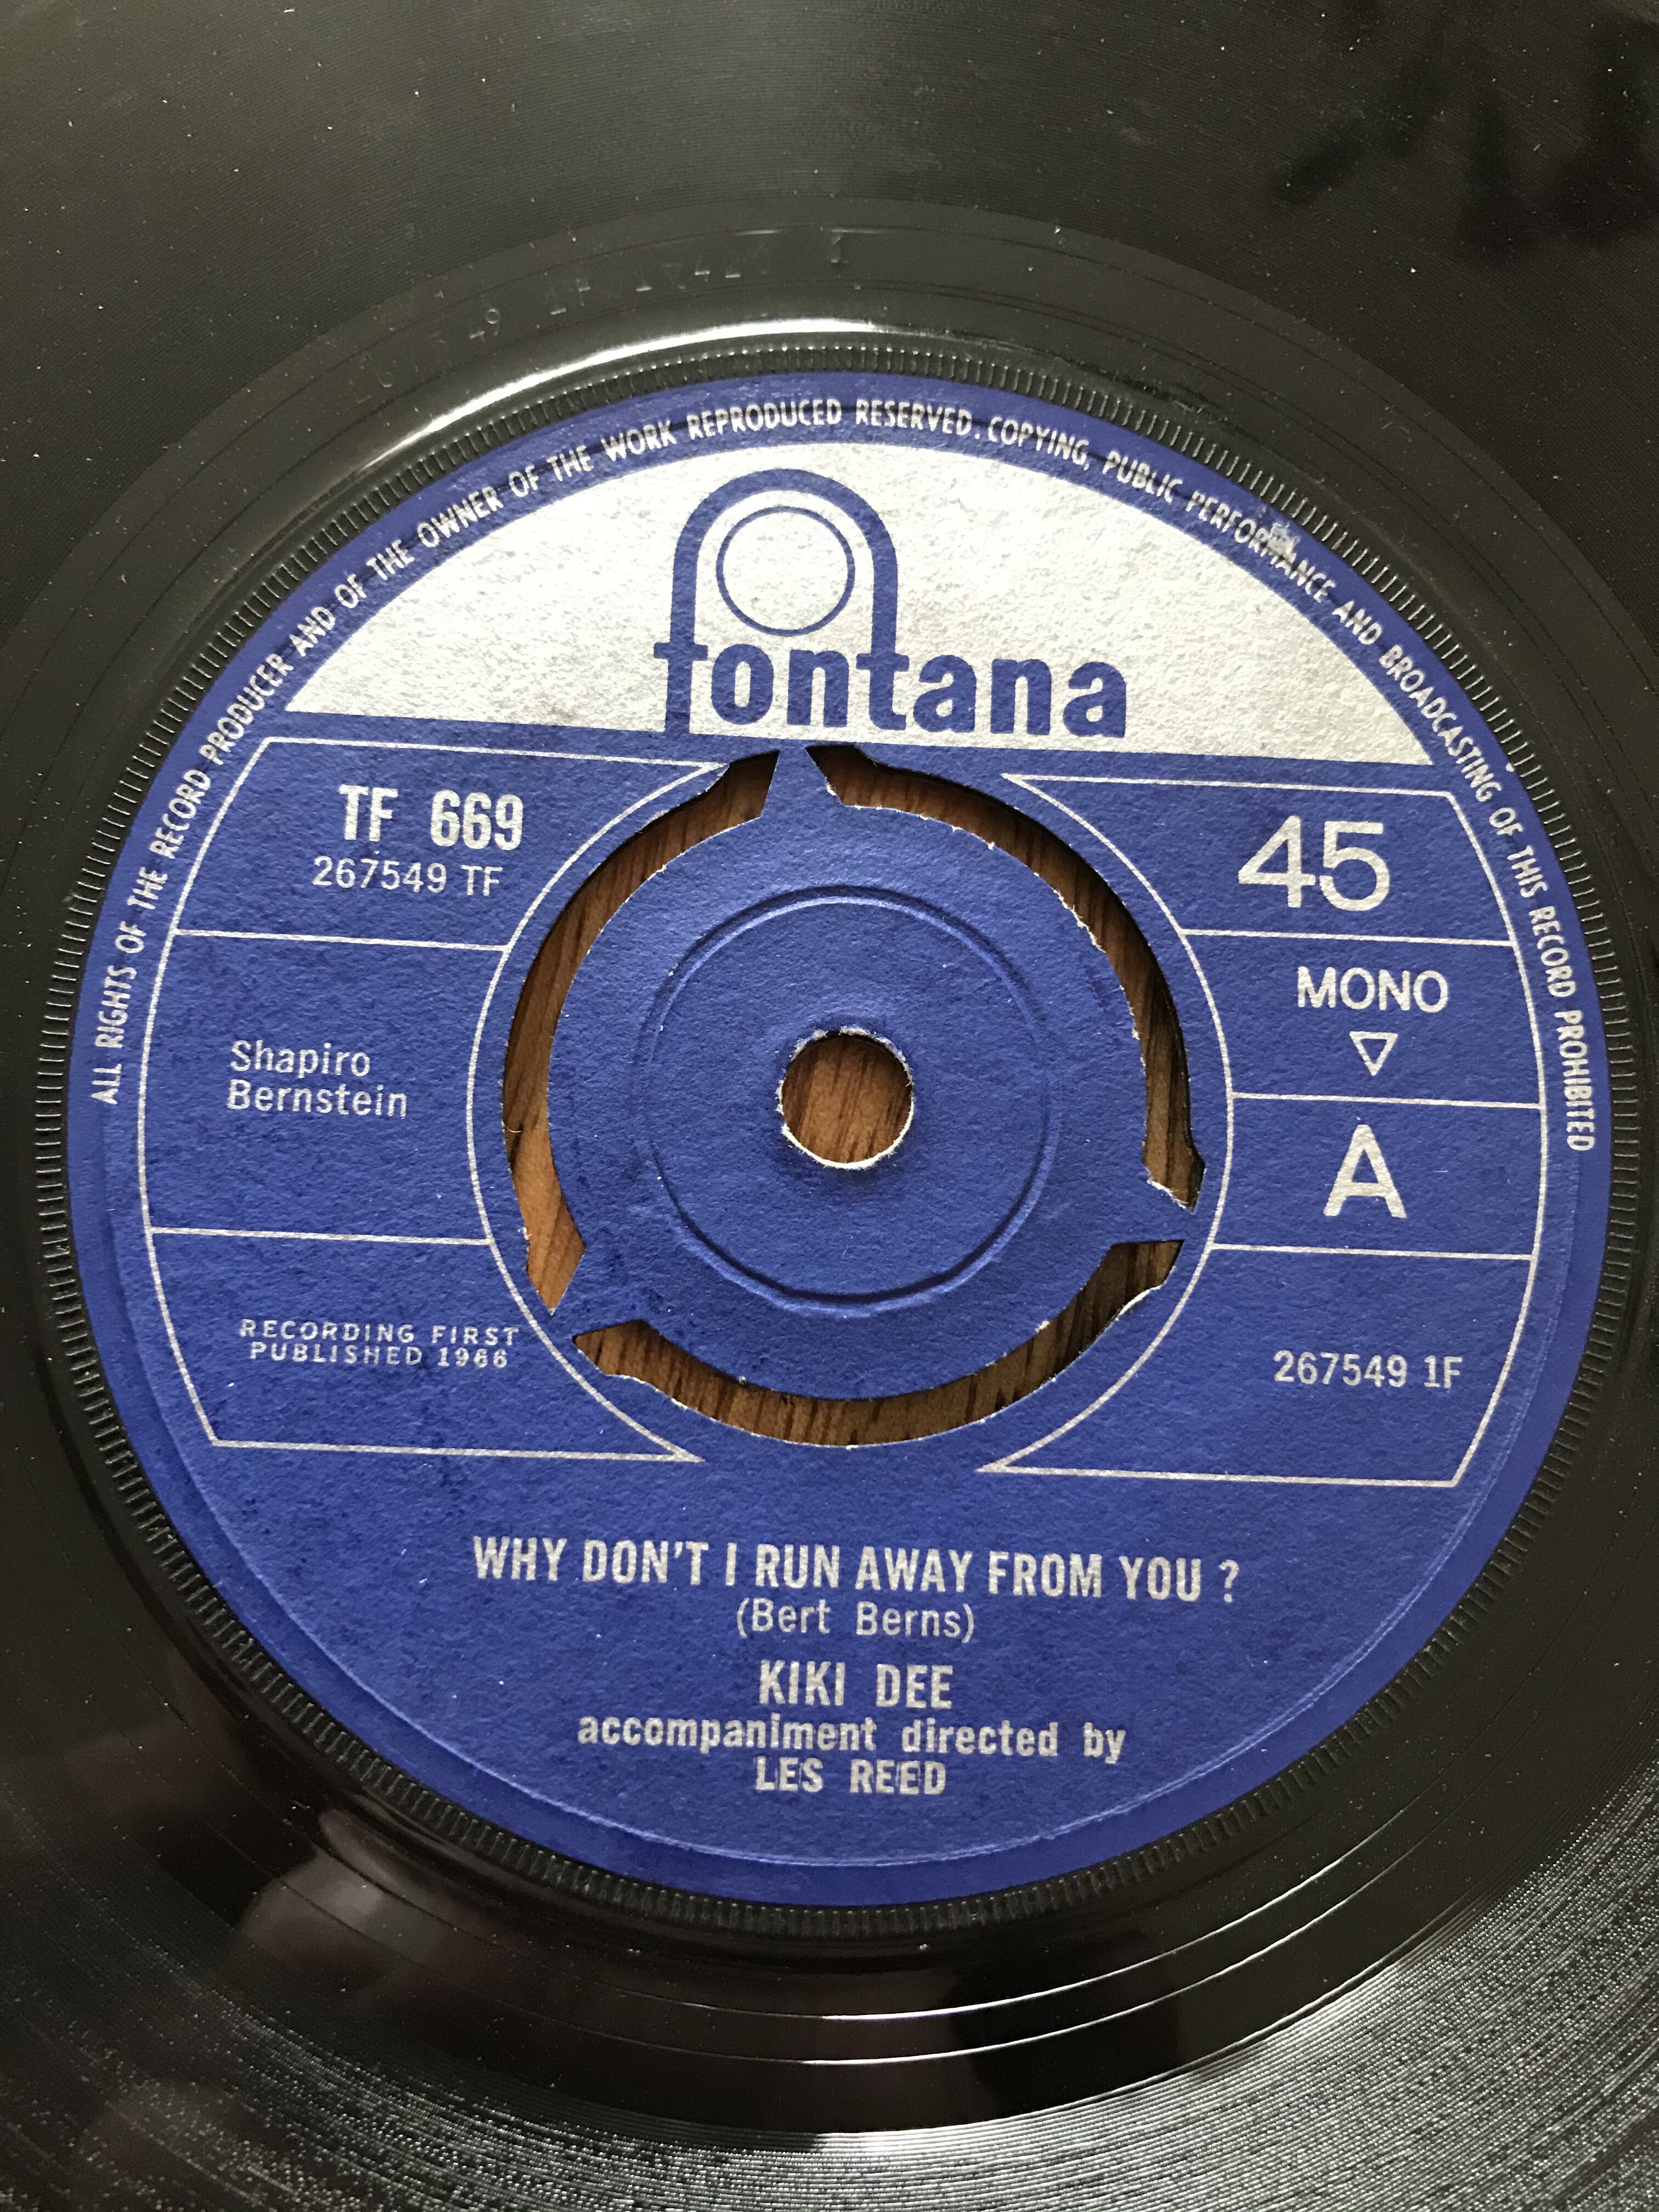 ALL RIGHTS OF THE RECORD PRODUCER AND OF THE OWNER OF THE WORK REPRODUCED RESERVED. COPYING, PUBLIC PERFORMANCE AND BROADCASTING OF THIS RECORD PROHIBITED
fontana
TF 669
267549 TF
45
MONO
A
Shapiro
Bernstein
RECORDING FIRST
PUBLISHED 1966
267549 1F
WHY DON'T I RUN AWAY FROM YOU ?
(Bert Berns)
KIKI DEE
accompaniment directed by
LES REED